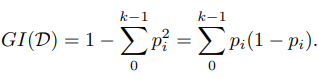 GI(𝒟) = 1 − ∑_{0}^{k−1} p_i^2 = ∑_{0}^{k−1} p_i(1 − p_i).